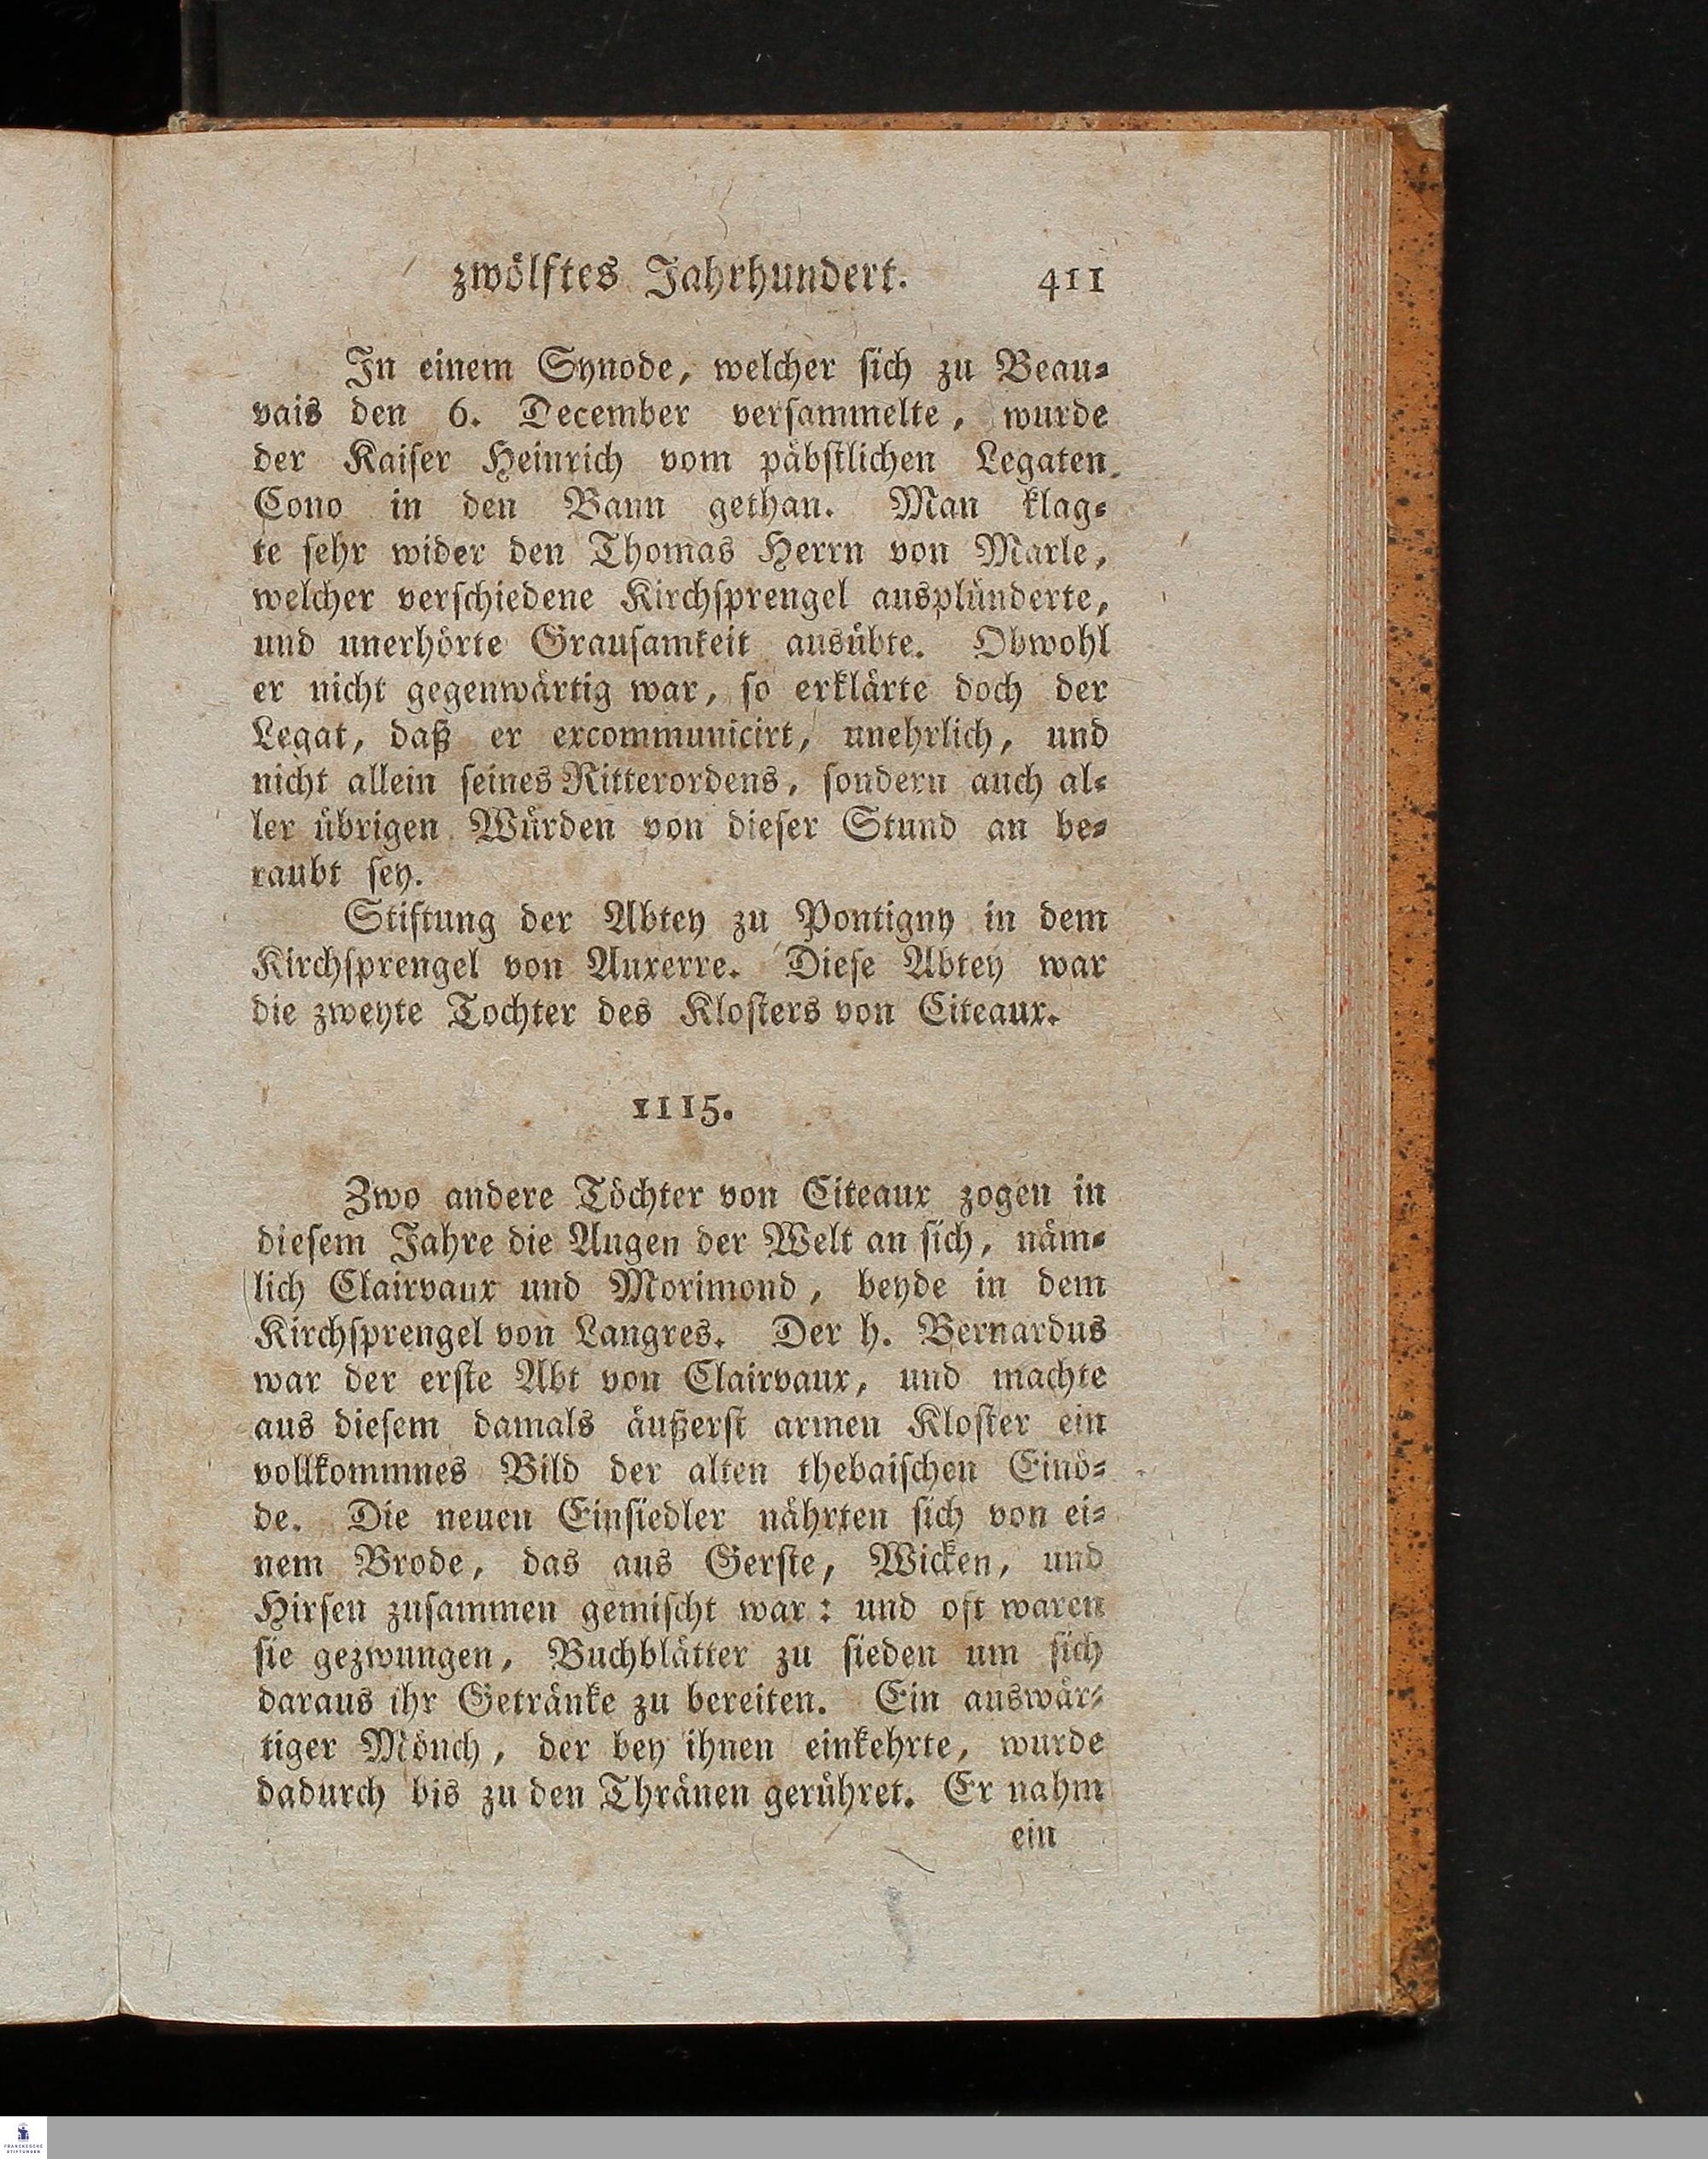 zwölftes Jahrhundert. 411
In einem Synode, welcher sich zu Beau-
vais den 6. December versammelte, wurde
der Kaiser Heinrich vom päbstlichen Legaten
Cono in den Bann gethan. Man klag-
te sehr wider den Thomas Herrn von Marle,
welcher verschiedene Kirchsprengel ausplünderte,
und unerhörte Grausamkeit ausübte. Obwohl
er nicht gegenwärtig war, so erklärte doch der
Legat, daß er excommunicirt, unehrlich, und
nicht allein seines Ritterordens, sondern auch al-
ler übrigen Würden von dieser Stund an be-
raubt sey.
Stiftung der Abtey zu Pontigny in dem
Kirchsprengel von Auxerre. Diese Abtey war
die zweyte Tochter des Klosters von Citeaux.
1115.
Zwo andere Töchter von Citeaux zogen in
diesem Jahre die Augen der Welt an sich, näm-
lich Clairvaux und Morimond, beyde in dem
Kirchsprengel von Langres. Der h. Bernardus
war der erste Abt von Clairvaux, und machte
aus diesem damals äußerst armen Kloster ein
vollkommnes Bild der alten thebaischen Einö-
de. Die neuen Einsiedler nährten sich von ei-
nem Brode, das aus Gerste, Wicken, und
Hirsen zusammen gemischt war: und oft waren
sie gezwungen, Buchblätter zu sieden um sich
daraus ihr Getränke zu bereiten. Ein auswär-
tiger Mönch, der bey ihnen einkehrte, wurde
dadurch bis zu den Thränen gerühret. Er nahm
ein
FRANCKESCHE
STIFTUNGEN